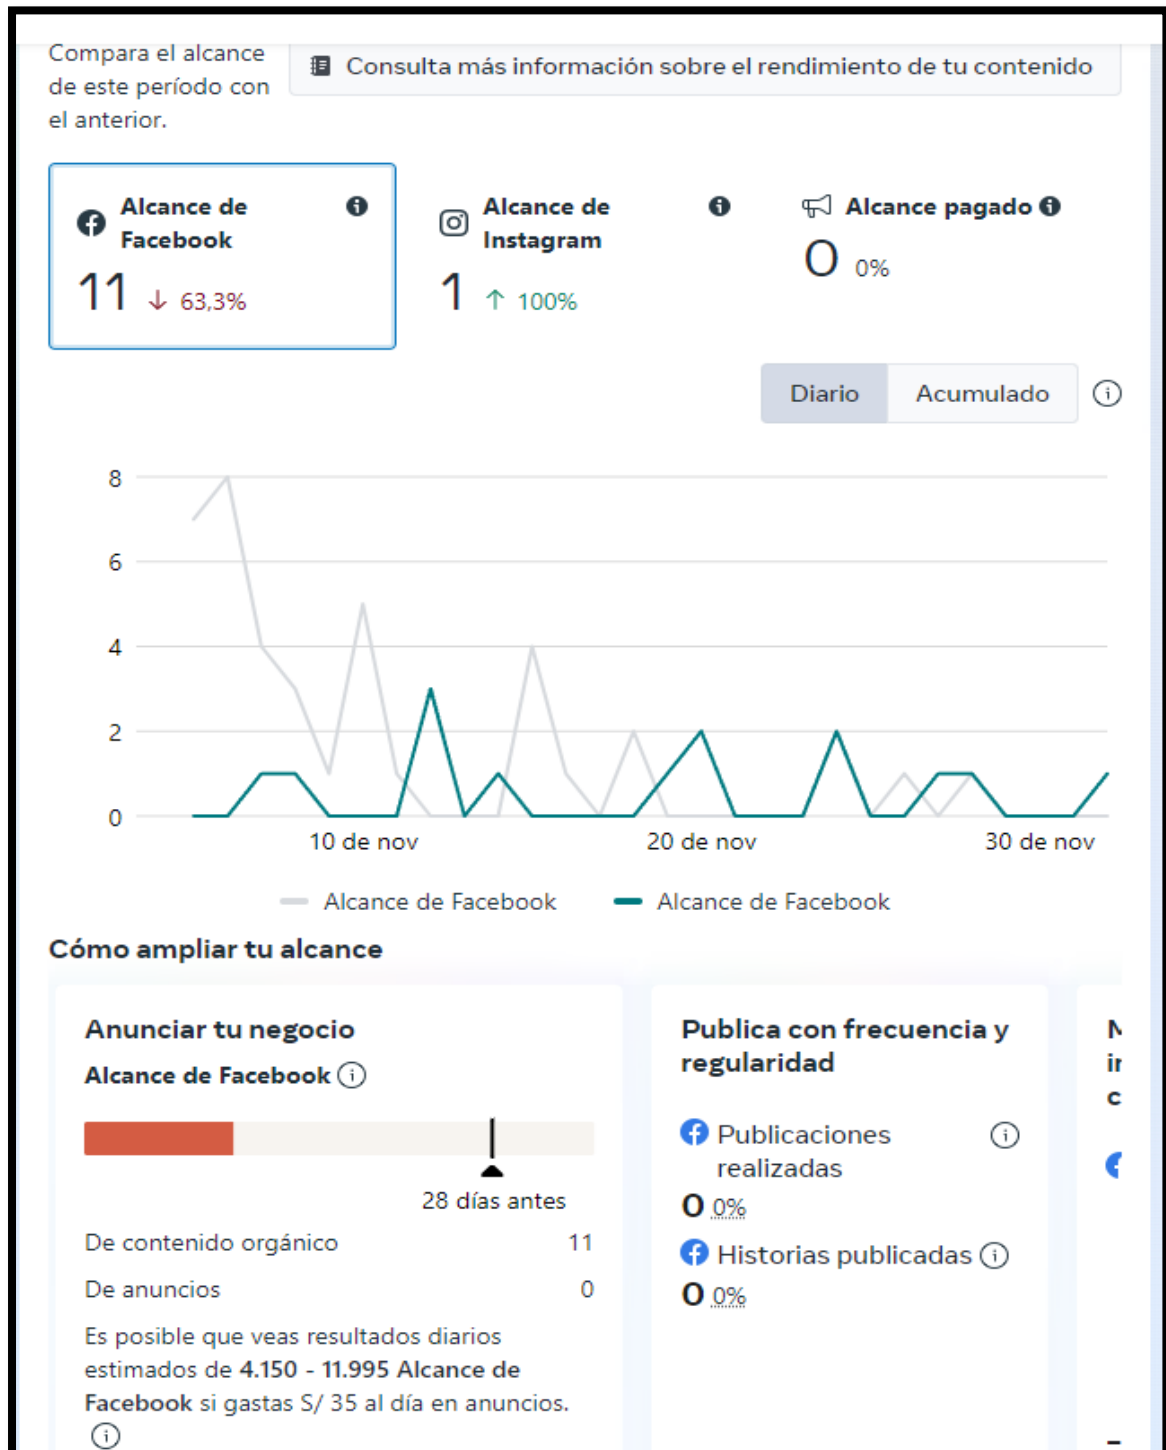 Compara el alcance
de este período con
el anterior.
Consulta más información sobre el rendimiento de tu contenido
Alcance de
Facebook
11 ↓ 63,3%
Alcance de
Instagram
1 ↑ 100%
Alcance pagado
0 0%
Diario
Acumulado
8
6
4
2
0
10 de nov
20 de nov
30 de nov
Alcance de Facebook
Alcance de Facebook
Cómo ampliar tu alcance
Anunciar tu negocio
Alcance de Facebook
28 días antes
De contenido orgánico 11
De anuncios 0
Es posible que veas resultados diarios
estimados de 4.150 - 11.995 Alcance de
Facebook si gastas S/ 35 al día en anuncios.
Publica con frecuencia y
regularidad
Publicaciones
realizadas
0 0%
Historias publicadas
0 0%